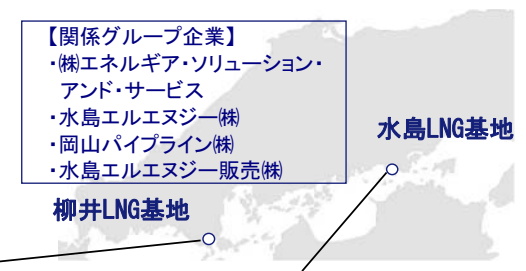 【関係グループ企業】
・㈱エネルギア・ソリューション・
アンド・サービス
・水島エルエヌジー㈱
・岡山パイプライン㈱
・水島エルエヌジー販売㈱
水島LNG基地
柳井LNG基地